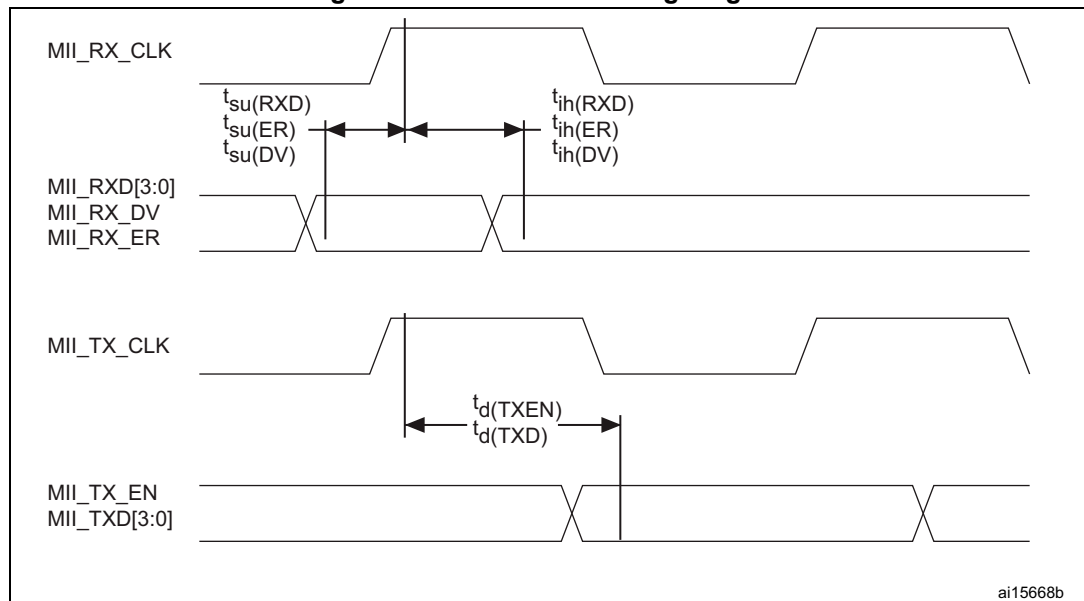 MII_RX_CLK
tsu(RXD)
tsu(ER)
tsu(DV)
tih(RXD)
tih(ER)
tih(DV)
MII_RXD[3:0]
MII_RX_DV
MII_RX_ER
MII_TX_CLK
td(TXEN)
td(TXD)
MII_TX_EN
MII_TXD[3:0]
ai15668b